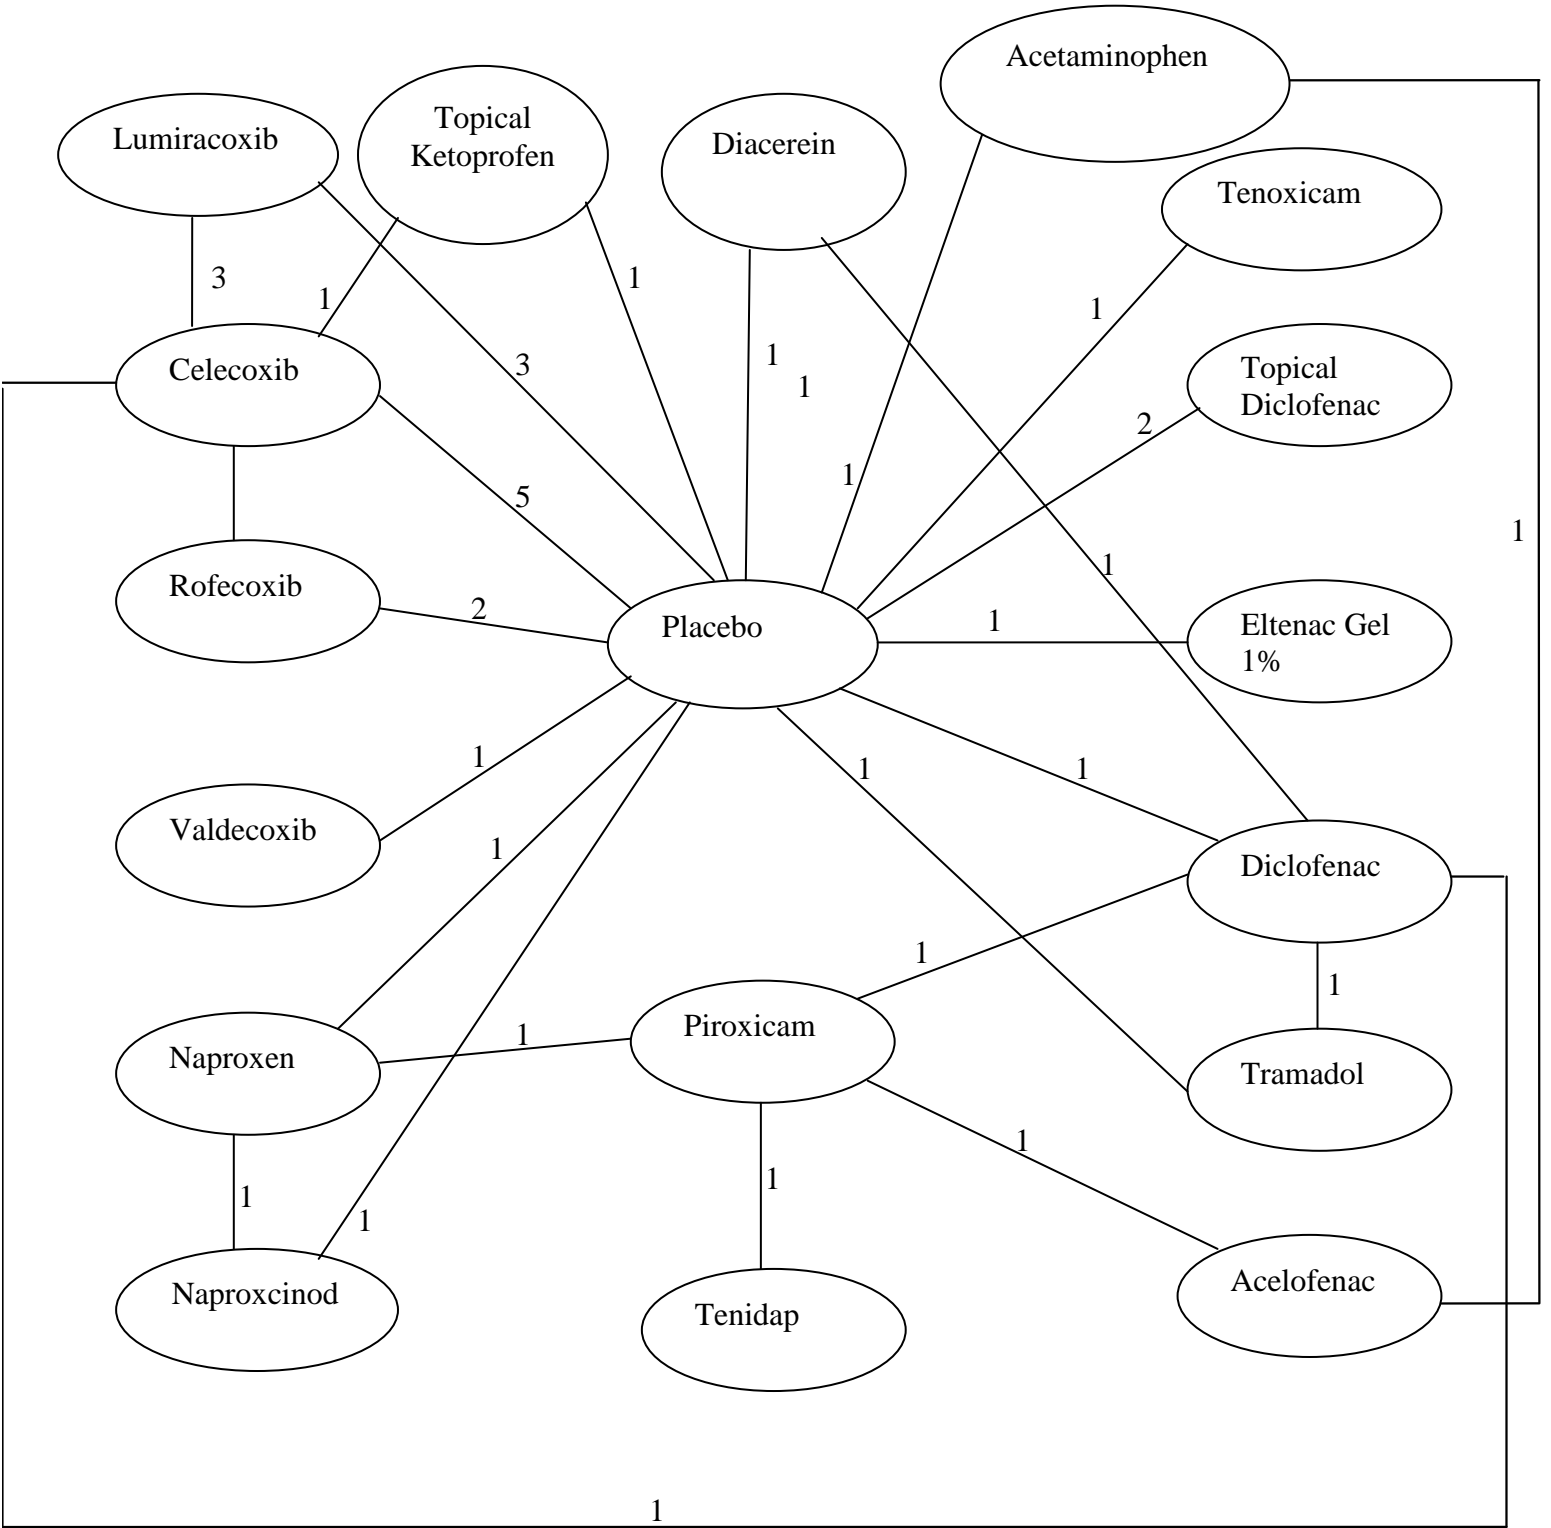 Acetaminophen
Lumiracoxib
Topical
Ketoprofen
Diacerein
Tenoxicam
3
1
1
1
Celecoxib
3
1
1
Topical
Diclofenac
2
5
1
1
1
Rofecoxib
2
Placebo
1
Eltenac Gel
1%
1
1
1
Valdecoxib
1
Diclofenac
1
1
Naproxen
1
Piroxicam
Tramadol
1
1
1
1
Naproxcinod
Tenidap
Acelofenac
1